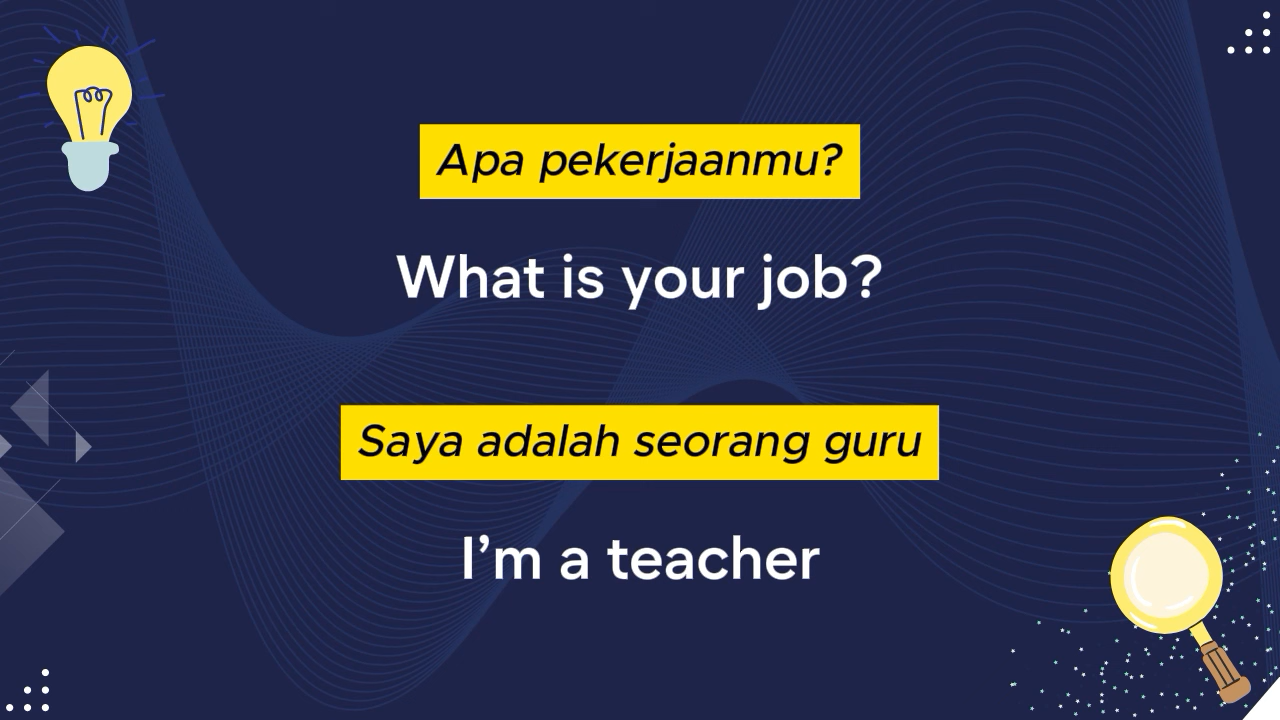 Apa pekerjaanmu?
What is your job?
Saya adalah seorang guru
I’m a teacher